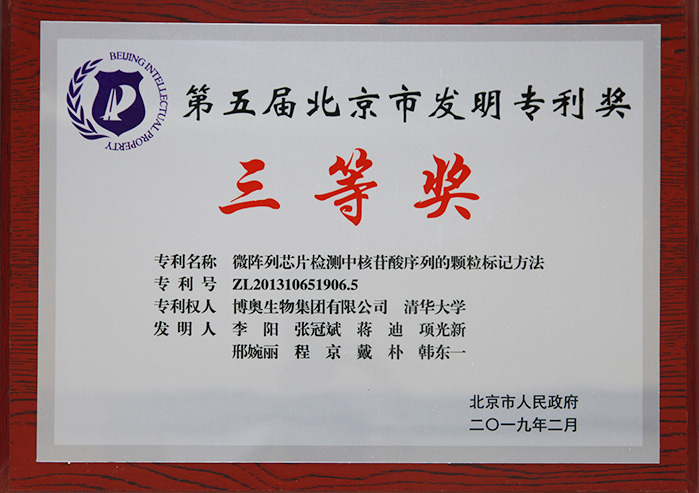 BEIJING INTELLECTUAL PROPERTY
第五届北京市发明专利奖
三等奖
专利名称 微阵列芯片检测中核苷酸序列的颗粒标记方法
专利号 ZL201310651906.5
专利权人 博奥生物集团有限公司 清华大学
发明人 李阳 张冠斌 蒋迪 项光新
邢婉丽 程京 戴朴 韩东一
北京市人民政府
二〇一九年二月